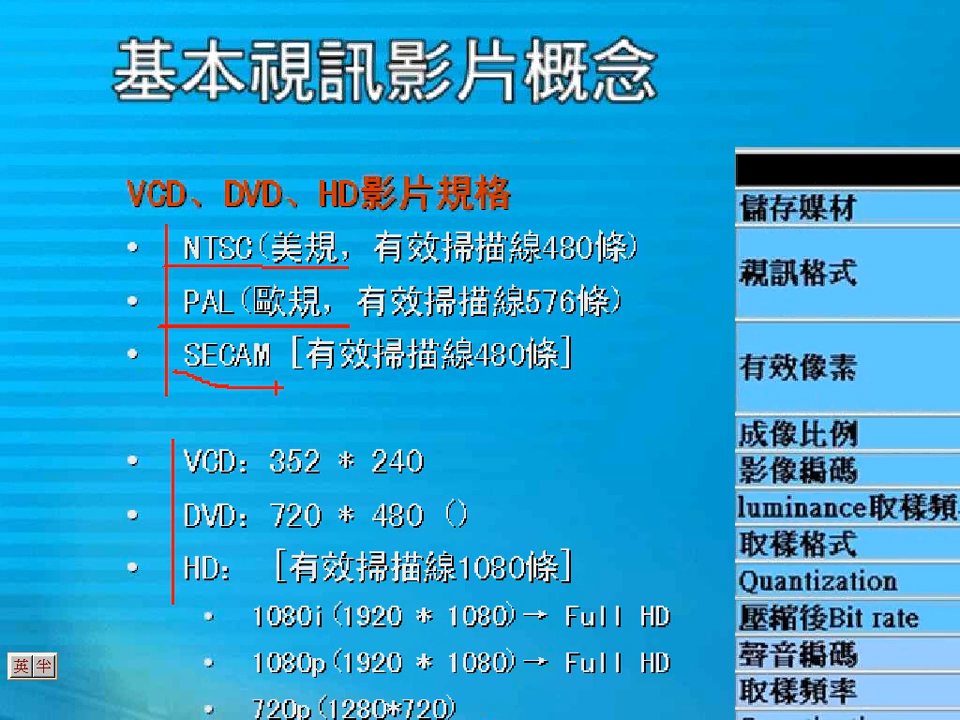 基本視訊影片概念
VCD、DVD、HD影片規格
• NTSC(美規，有效掃描線480條)
• PAL(歐規，有效掃描線576條)
• SECAM [有效掃描線480條]
• VCD：352 * 240
• DVD：720 * 480 ()
• HD： [有效掃描線1080條]
• 1080i(1920 * 1080)→ Full HD
• 1080p(1920 * 1080)→ Full HD
• 720p(1280*720)
儲存媒材
視訊格式
有效像素
成像比例
影像編碼
luminance取樣頻
取樣格式
Quantization
壓縮後Bit rate
聲音編碼
取樣頻率
英半